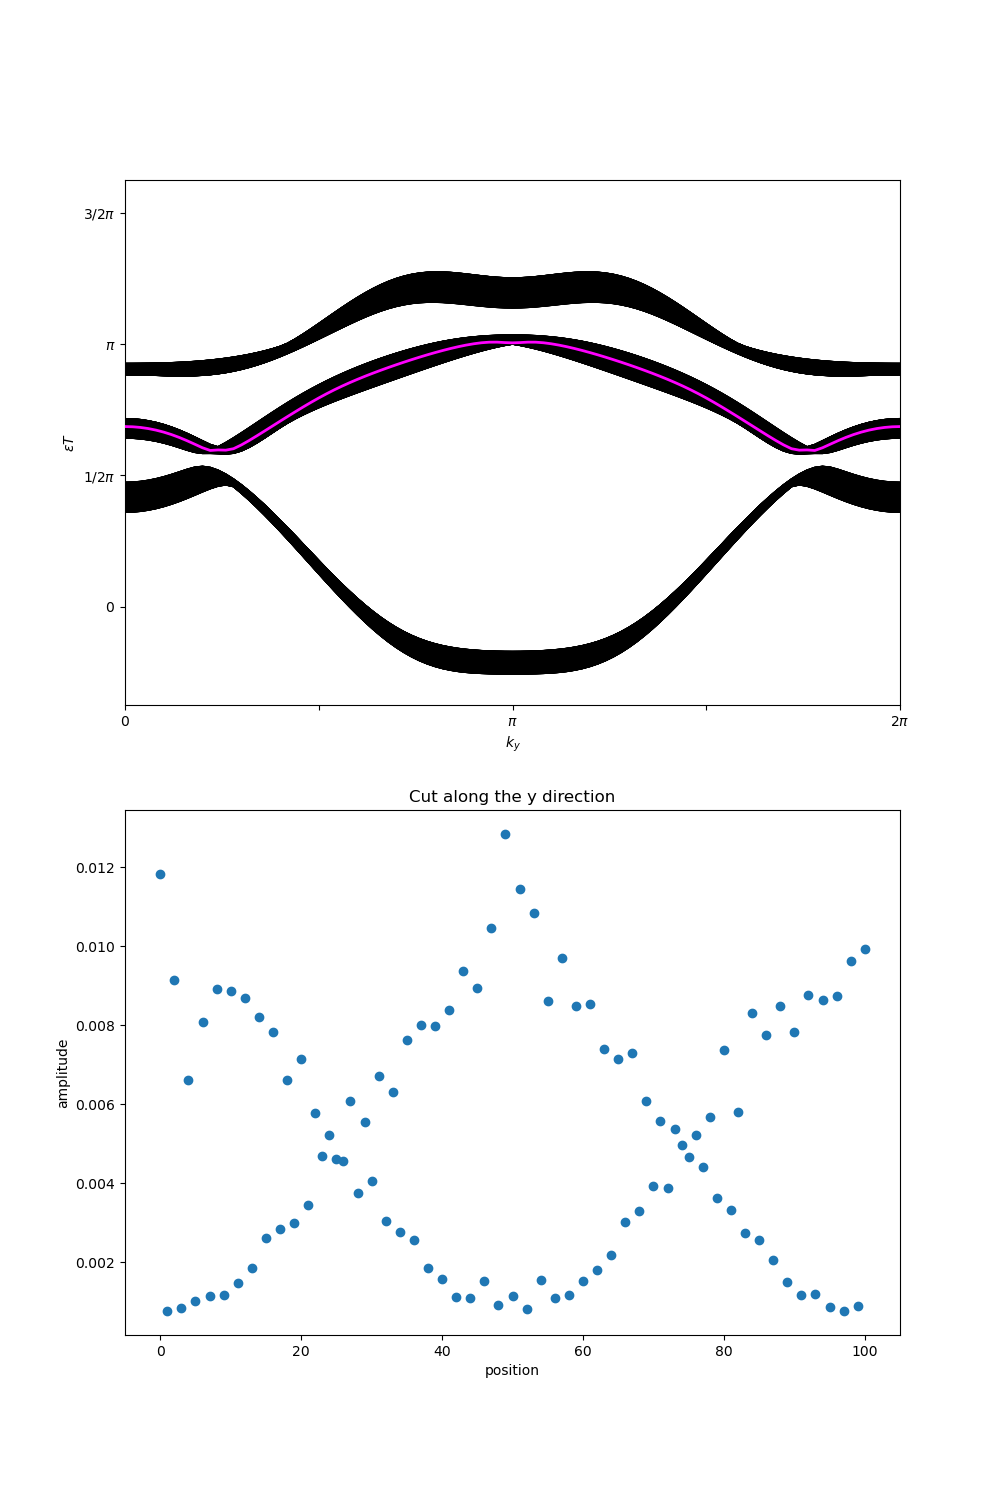 3/2π
π
1/2π
0
εT
0
π
2π
k_y
Cut along the y direction
0.012
0.010
0.008
0.006
0.004
0.002
amplitude
0
20
40
60
80
100
position